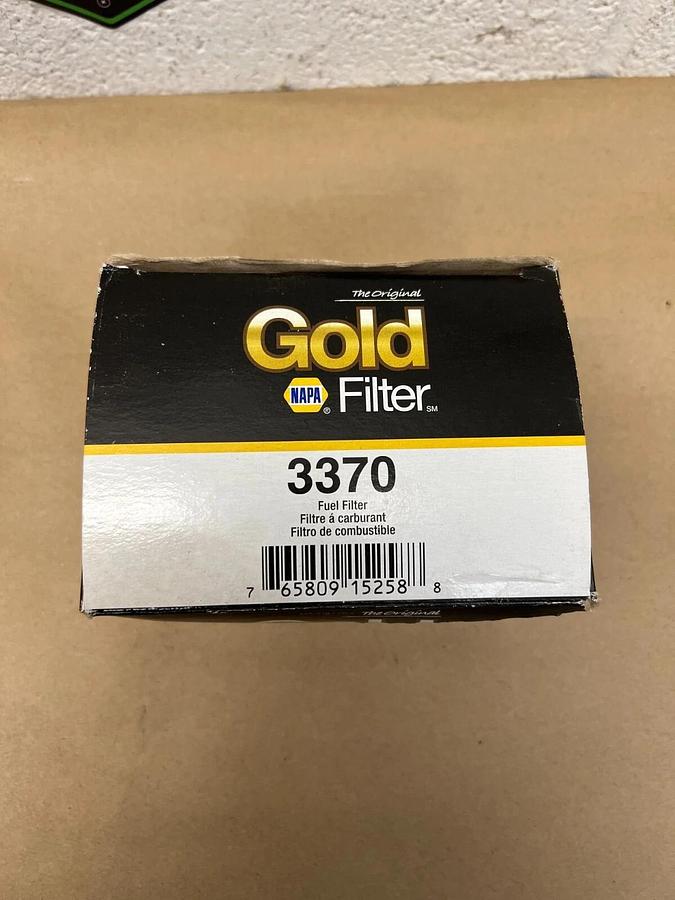 The Original
Gold
NAPA® Filter SM
3370
Fuel Filter
Filtre á carburant
Filtro de combustible
7 65809 15258 8
The Original